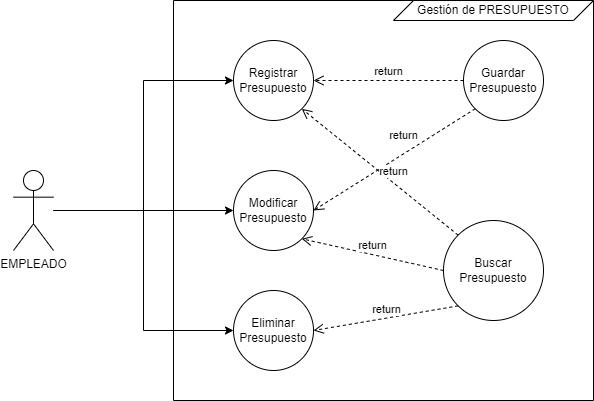 Gestión de PRESUPUESTO
Registrar
Presupuesto
return
Guardar
Presupuesto
return
return
Modificar
Presupuesto
EMPLEADO
return
Buscar
Presupuesto
return
Eliminar
Presupuesto